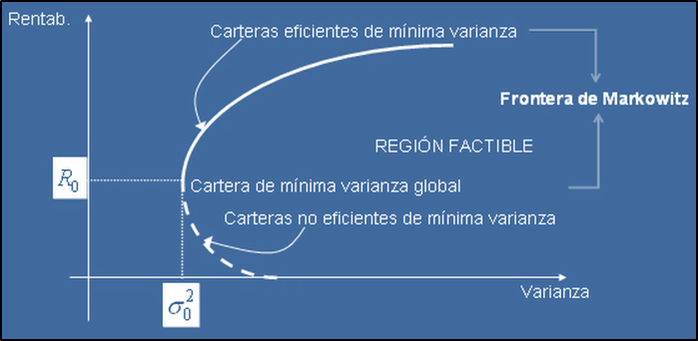 Rentab.
Carteras eficientes de mínima varianza
Frontera de Markowitz
REGIÓN FACTIBLE
R₀
Cartera de mínima varianza global
Carteras no eficientes de mínima varianza
Varianza
σ₀²